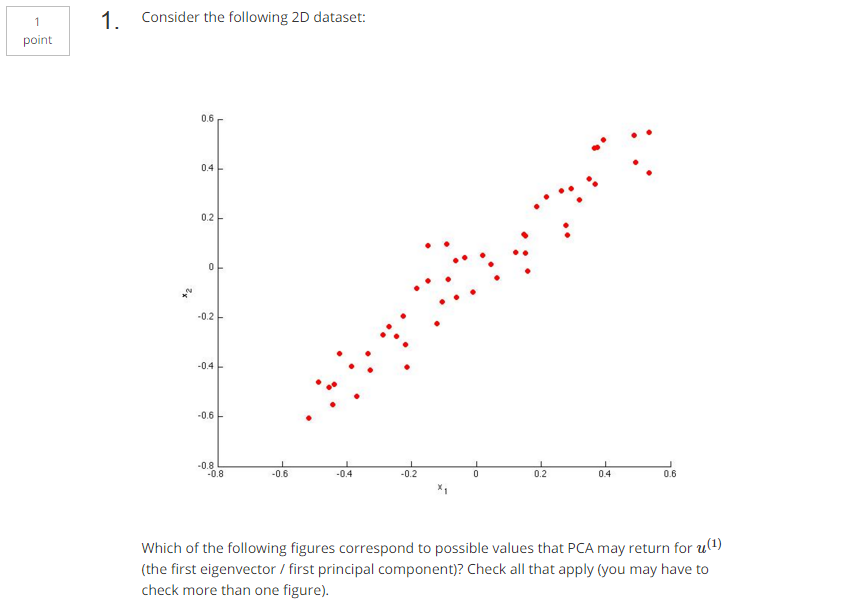 1
point
1. Consider the following 2D dataset:
0.6
0.4
0.2
0
-0.2
-0.4
-0.6
-0.8
x2
-0.8 -0.6 -0.4 -0.2 0 0.2 0.4 0.6
x1
Which of the following figures correspond to possible values that PCA may return for u(1)
(the first eigenvector / first principal component)? Check all that apply (you may have to
check more than one figure).